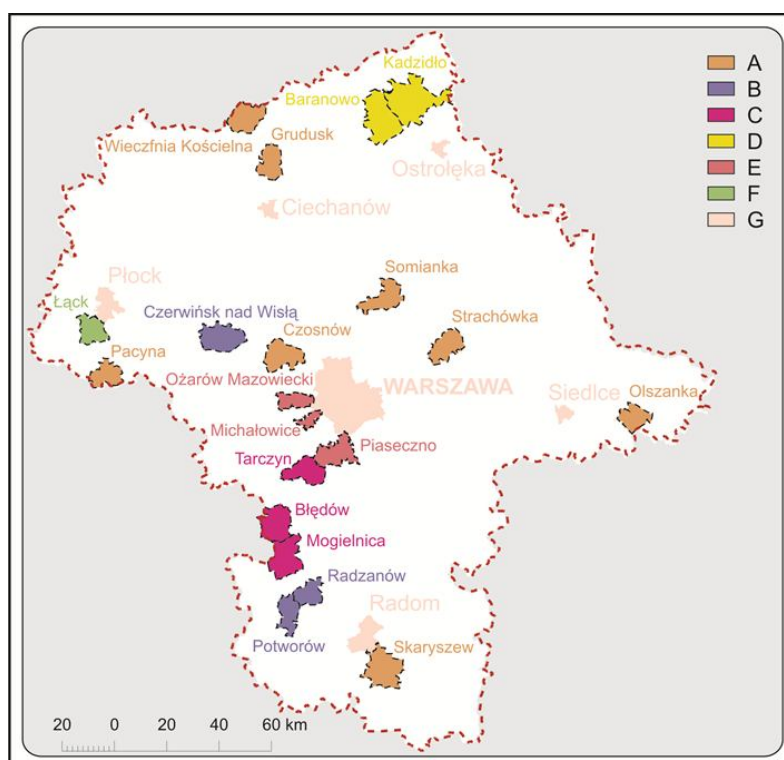 Kadzidło
Baranowo
A
B
C
D
E
F
G
Wieczfnia Kościelna
Grudusk
Ostrołęka
Ciechanów
Somianka
Płock
Łąck
Czerwińsk nad Wisłą
Czosnów
Strachówka
Pacyna
Ożarów Mazowiecki
WARSZAWA
Siedlce
Olszanka
Michałowice
Piaseczno
Tarczyn
Błędów
Mogielnica
Radzanów
Radom
Potworów
Skaryszew
20 0 20 40 60 km